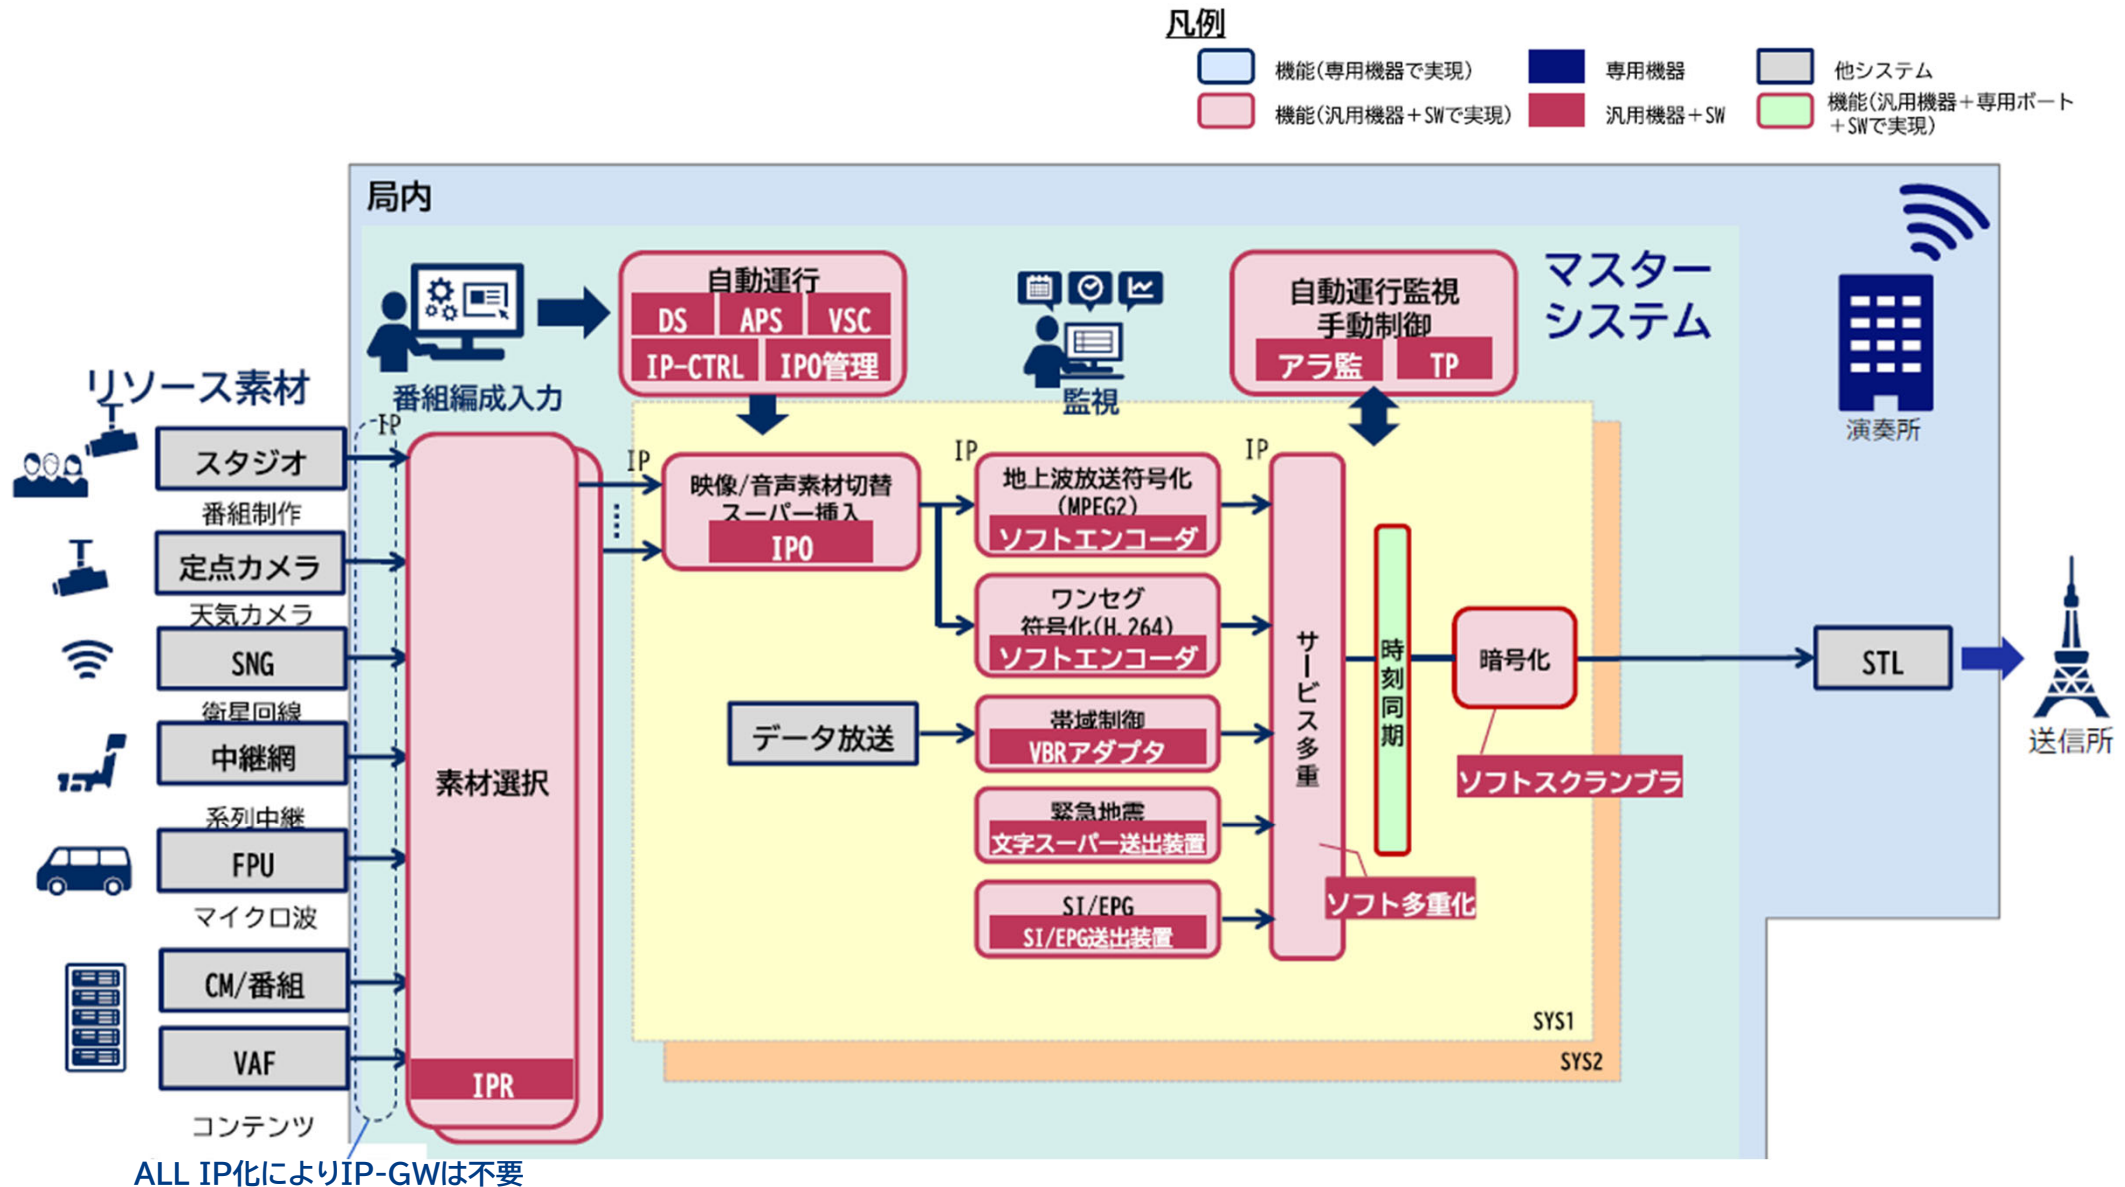 凡例
機能(専用機器で実現)
専用機器
他システム
機能(汎用機器+SWで実現)
汎用機器+SW
機能(汎用機器+専用ボート
+SWで実現)
局内
マスター
システム
自動運行
DS
APS
VSC
IP-CTRL
IPO管理
自動運行監視
手動制御
アラ監
TP
番組編成入力
監視
演奏所
リソース素材
IP
スタジオ
番組制作
定点カメラ
天気カメラ
SNG
衛星回線
中継網
系列中継
FPU
マイクロ波
CM/番組
VAF
コンテンツ
素材選択
IPR
IP
映像/音声素材切替
スーパー挿入
IPO
IP
地上波放送符号化
(MPEG2)
ソフトエンコーダ
ワンセグ
符号化(H.264)
ソフトエンコーダ
データ放送
帯域制御
VBRアダプタ
緊急地震
文字スーパー送出装置
SI/EPG
SI/EPG送出装置
IP
サービス多重
時刻同期
暗号化
ソフトスクランブラ
ソフト多重化
STL
送信所
SYS1
SYS2
ALL IP化によりIP-GWは不要